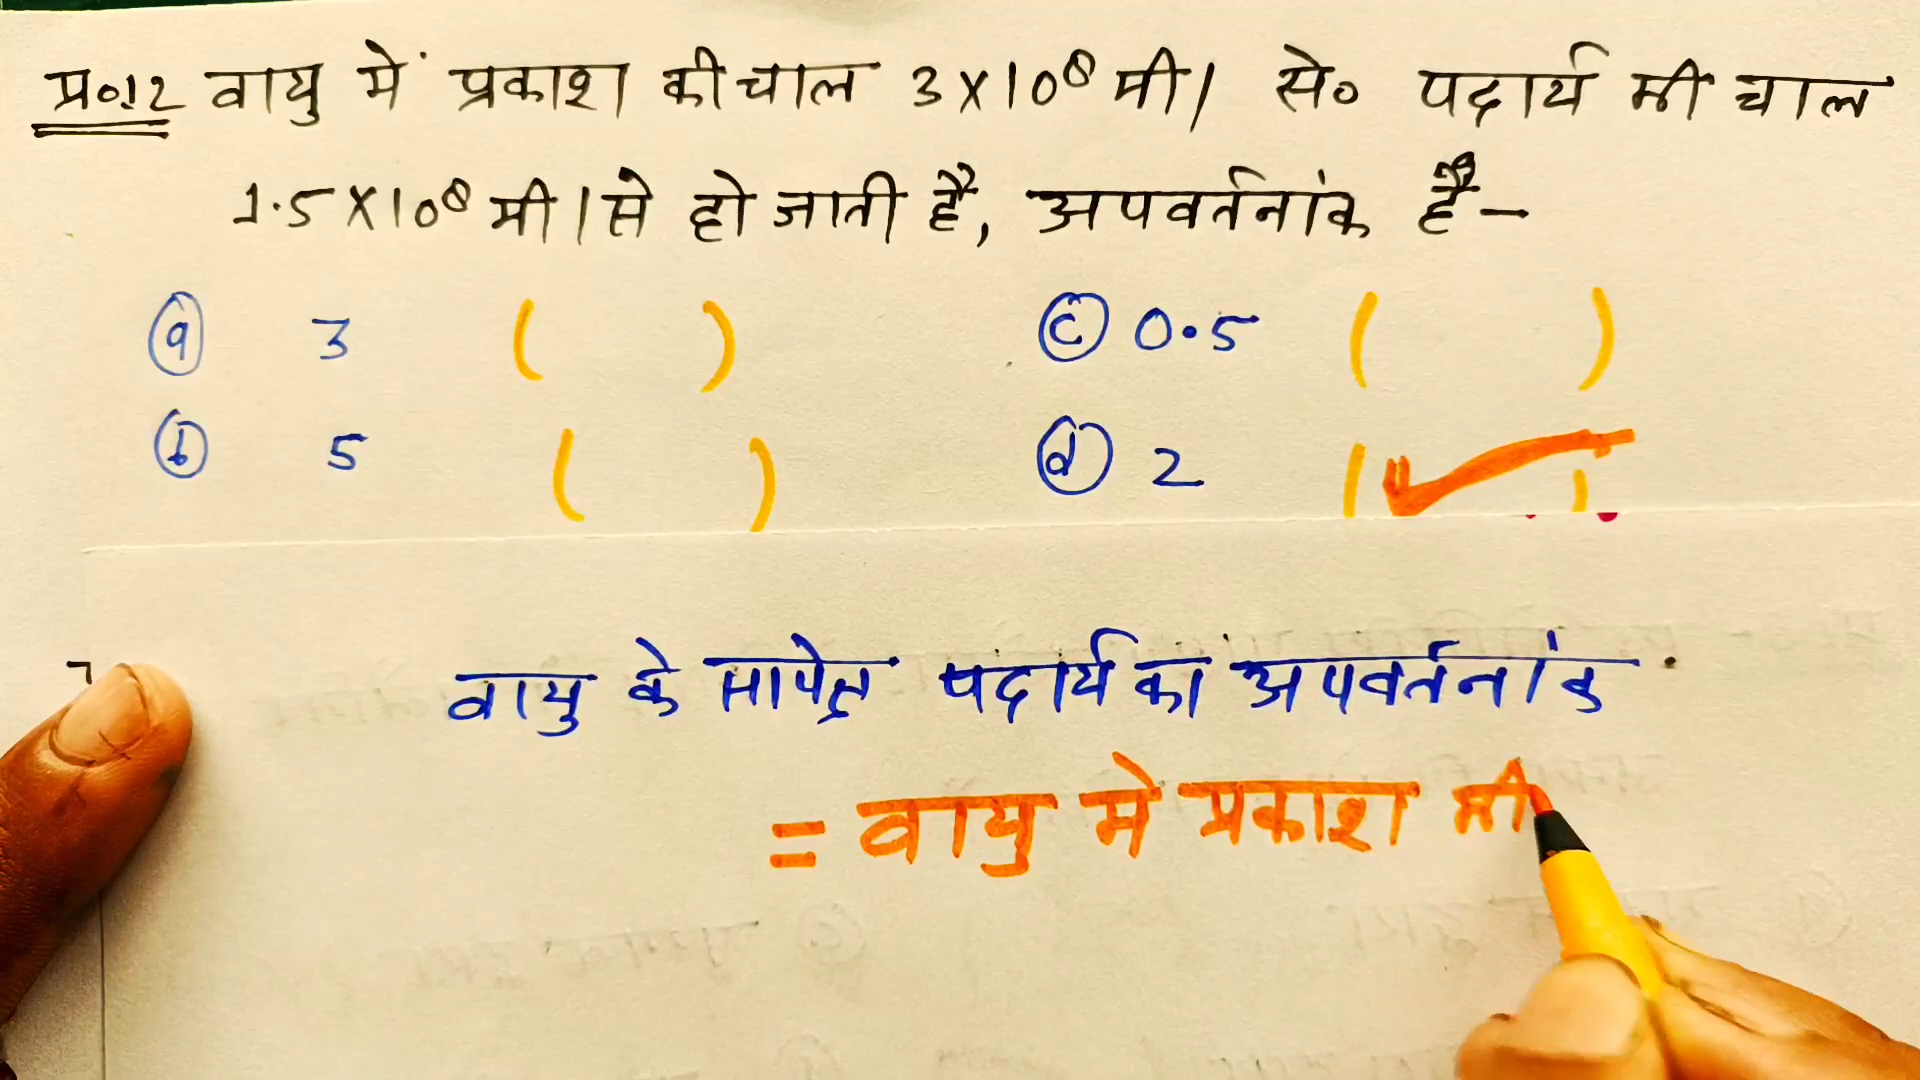 प्र०12 वायु में प्रकाश की चाल 3×10⁸ मी/ से० पदार्थ की चाल
1.5×10⁸ मी/से हो जाती है, अपवर्तनांक है-
(a) 3 ( ) (c) 0.5 ( )
(b) 5 ( ) (d) 2 (✓)
वायु के सापेक्ष पदार्थ का अपवर्तनांक
= वायु मे प्रकाश की